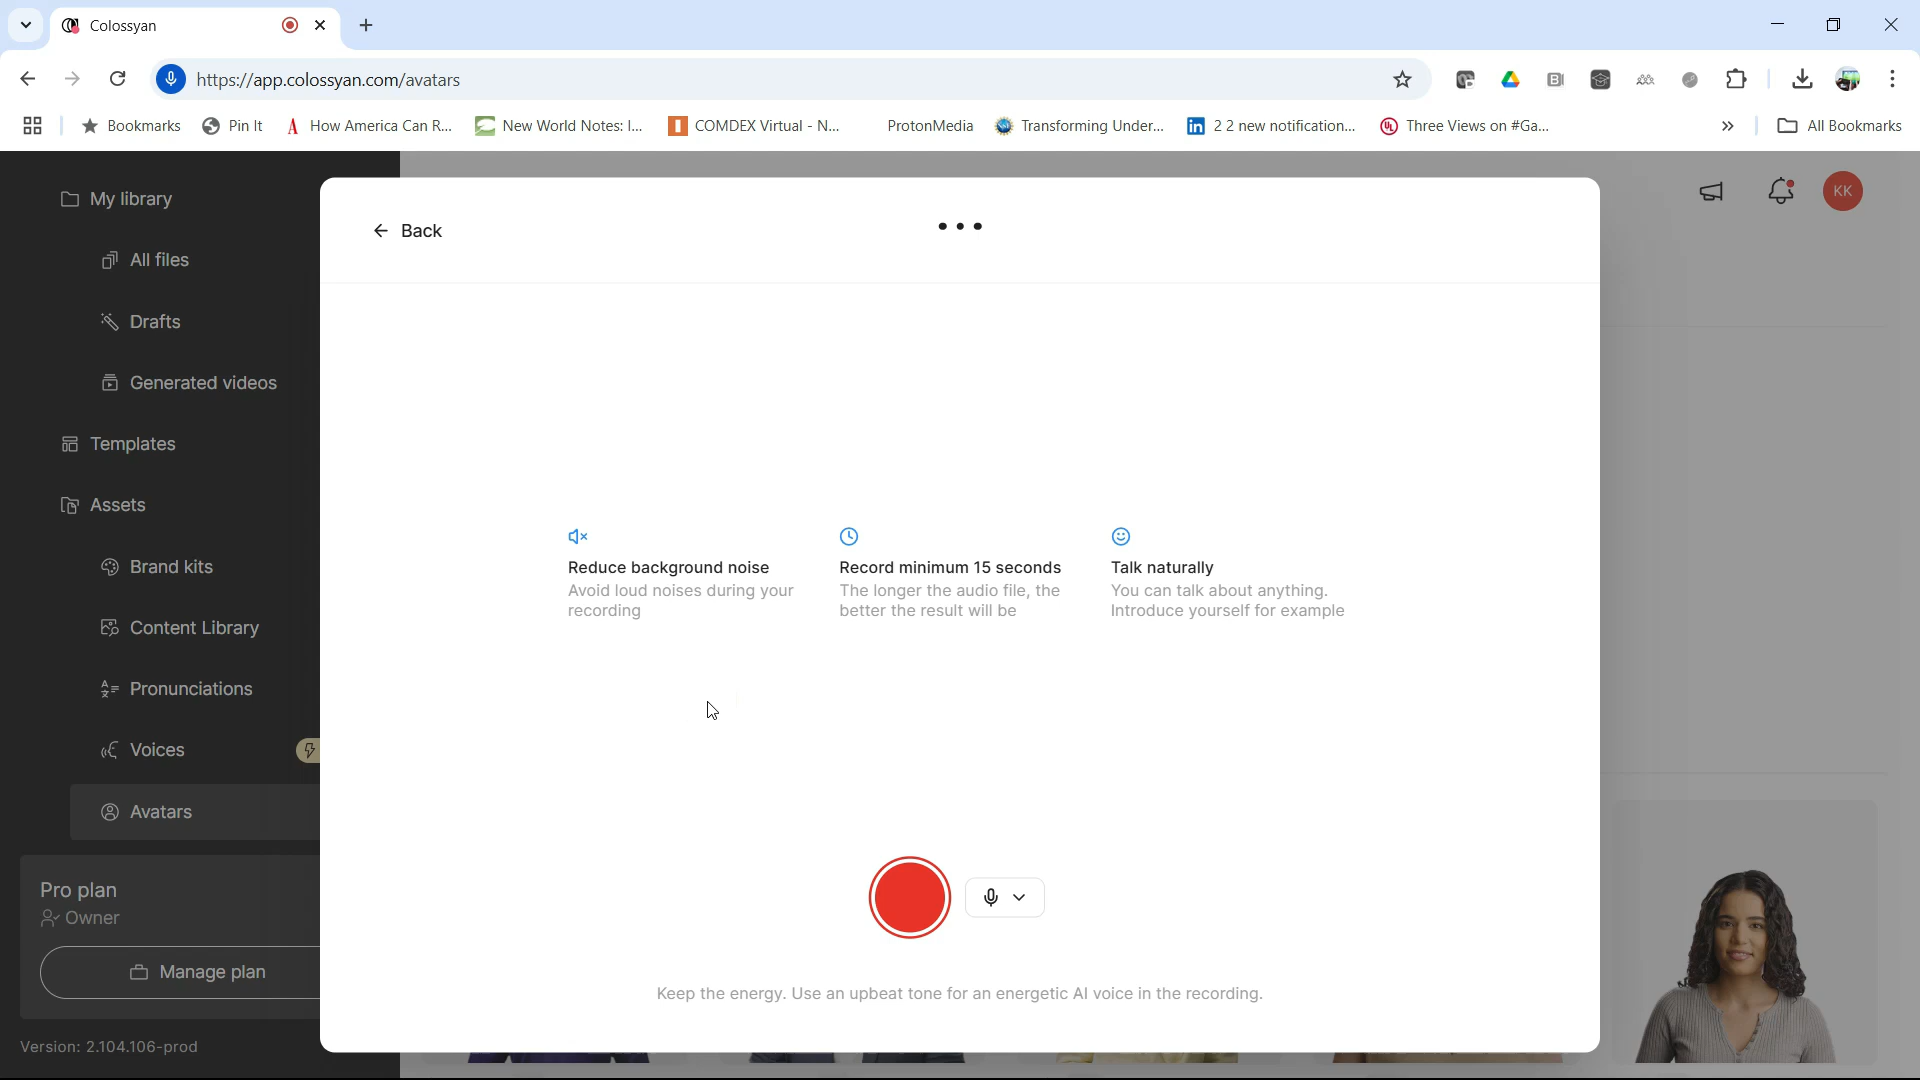 Colossyan
https://app.colossyan.com/avatars
Bookmarks
Pin It
How America Can R...
New World Notes: I...
COMDEX Virtual - N...
ProtonMedia
Transforming Under...
2 2 new notification...
Three Views on #Ga...
All Bookmarks
My library
All files
Drafts
Generated videos
Templates
Assets
Brand kits
Content Library
Pronunciations
Voices
Avatars
Pro plan
Owner
Manage plan
Version: 2.104.106-prod
Back
KK
Reduce background noise
Avoid loud noises during your
recording
Record minimum 15 seconds
The longer the audio file, the
better the result will be
Talk naturally
You can talk about anything.
Introduce yourself for example
Keep the energy. Use an upbeat tone for an energetic AI voice in the recording.